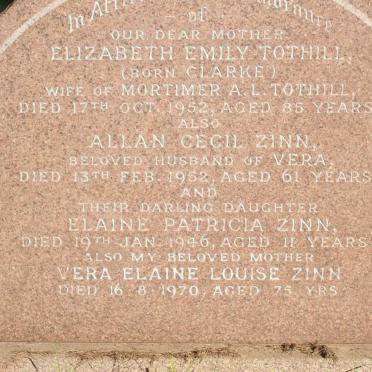 In Affectionate
of
OUR DEAR MOTHER
ELIZABETH EMILY TOTHILL,
(BORN CLARKE)
WIFE OF MORTIMER A.L. TOTHILL,
DIED 17TH OCT. 1952, AGED 85 YEARS
ALSO
ALLAN CECIL ZINN,
BELOVED HUSBAND OF VERA,
DIED 13TH FEB. 1952, AGED 61 YEARS
AND
THEIR DARLING DAUGHTER
ELAINE PATRICIA ZINN,
DIED 19TH JAN. 1946, AGED 11 YEARS
ALSO MY BELOVED MOTHER
VERA ELAINE LOUISE ZINN
DIED 16.8.1970, AGED 75 YRS